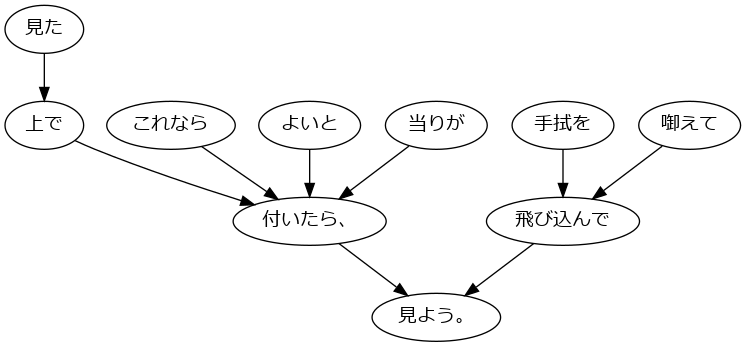 見た
上で
これなら
よいと
当りが
手拭を
啣えて
付いたら、
飛び込んで
見よう。